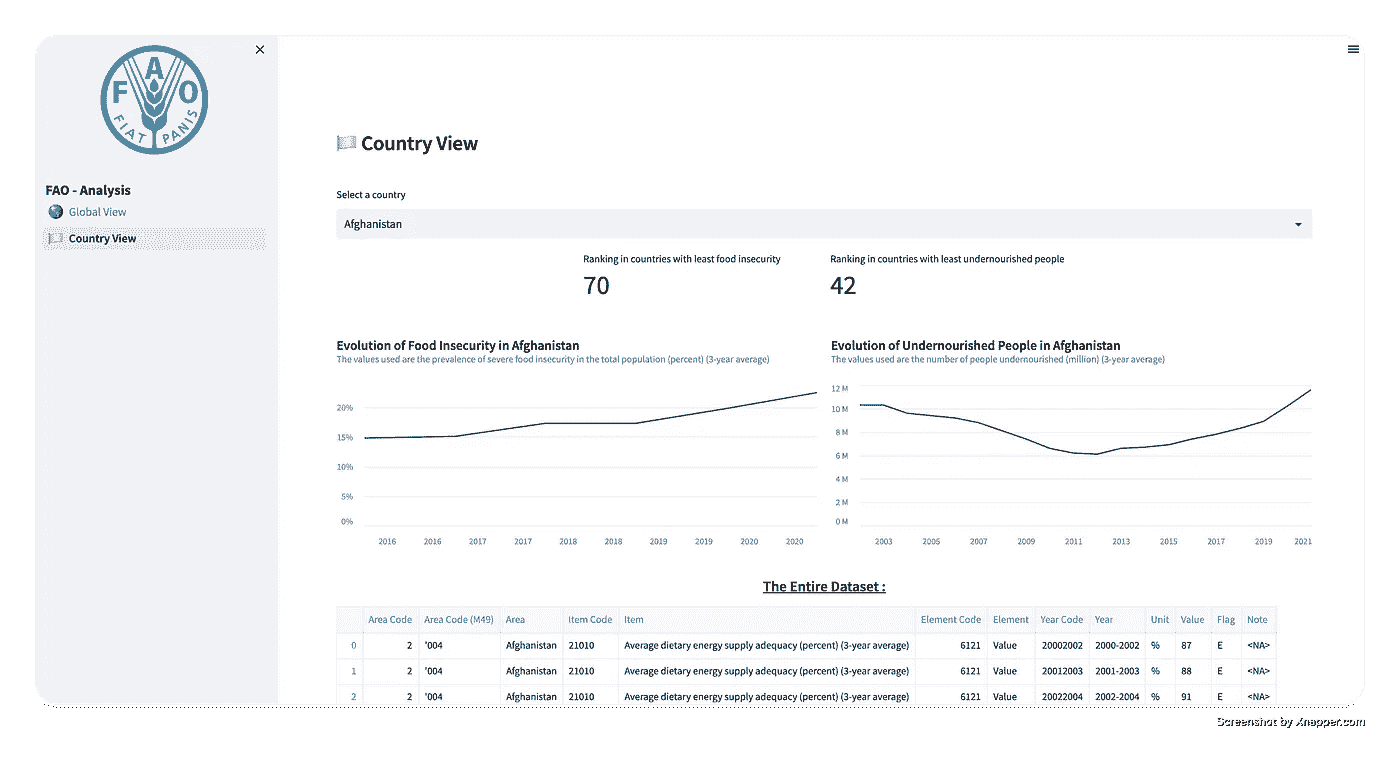 F A O
FIAT PANIS
FAO - Analysis
Global View
Country View
Country View
Select a country
Afghanistan
Ranking in countries with least food insecurity
70
Ranking in countries with least undernourished people
42
Evolution of Food Insecurity in Afghanistan
The values used are the prevalence of severe food insecurity in the total population (percent) (3-year average)
20%
15%
10%
5%
0%
2016 2016 2017 2017 2018 2018 2019 2019 2020 2020
Evolution of Undernourished People in Afghanistan
The values used are the number of people undernourished (million) (3-year average)
12 M
10 M
8 M
6 M
4 M
2 M
0 M
2003 2005 2007 2009 2011 2013 2015 2017 2019 2021
The Entire Dataset :
Area Code Area Code (M49) Area Item Code Item Element Code Element Year Code Year Unit Value Flag Note
0 2 '004 Afghanistan 21010 Average dietary energy supply adequacy (percent) (3-year average) 6121 Value 20002002 2000-2002 % 87 E <NA>
1 2 '004 Afghanistan 21010 Average dietary energy supply adequacy (percent) (3-year average) 6121 Value 20012003 2001-2003 % 88 E <NA>
2 2 '004 Afghanistan 21010 Average dietary energy supply adequacy (percent) (3-year average) 6121 Value 20022004 2002-2004 % 91 E <NA>
Screenshot by Xnapper.com